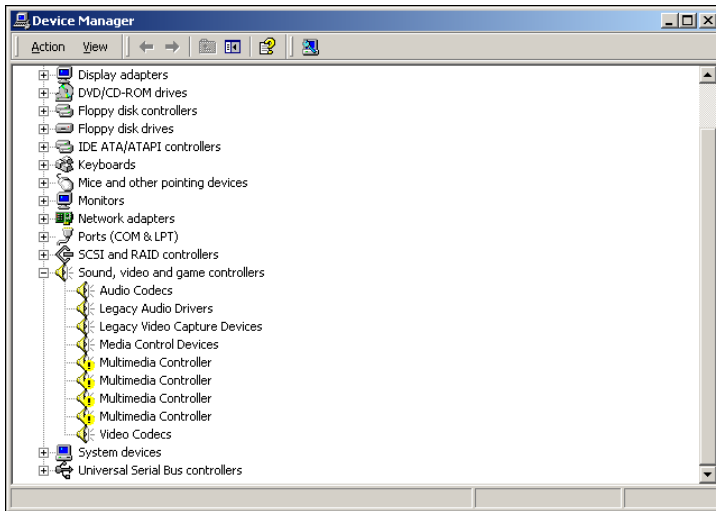 Device Manager
Action View
Display adapters
DVD/CD-ROM drives
Floppy disk controllers
Floppy disk drives
IDE ATA/ATAPI controllers
Keyboards
Mice and other pointing devices
Monitors
Network adapters
Ports (COM & LPT)
SCSI and RAID controllers
Sound, video and game controllers
Audio Codecs
Legacy Audio Drivers
Legacy Video Capture Devices
Media Control Devices
Multimedia Controller
Multimedia Controller
Multimedia Controller
Multimedia Controller
Video Codecs
System devices
Universal Serial Bus controllers